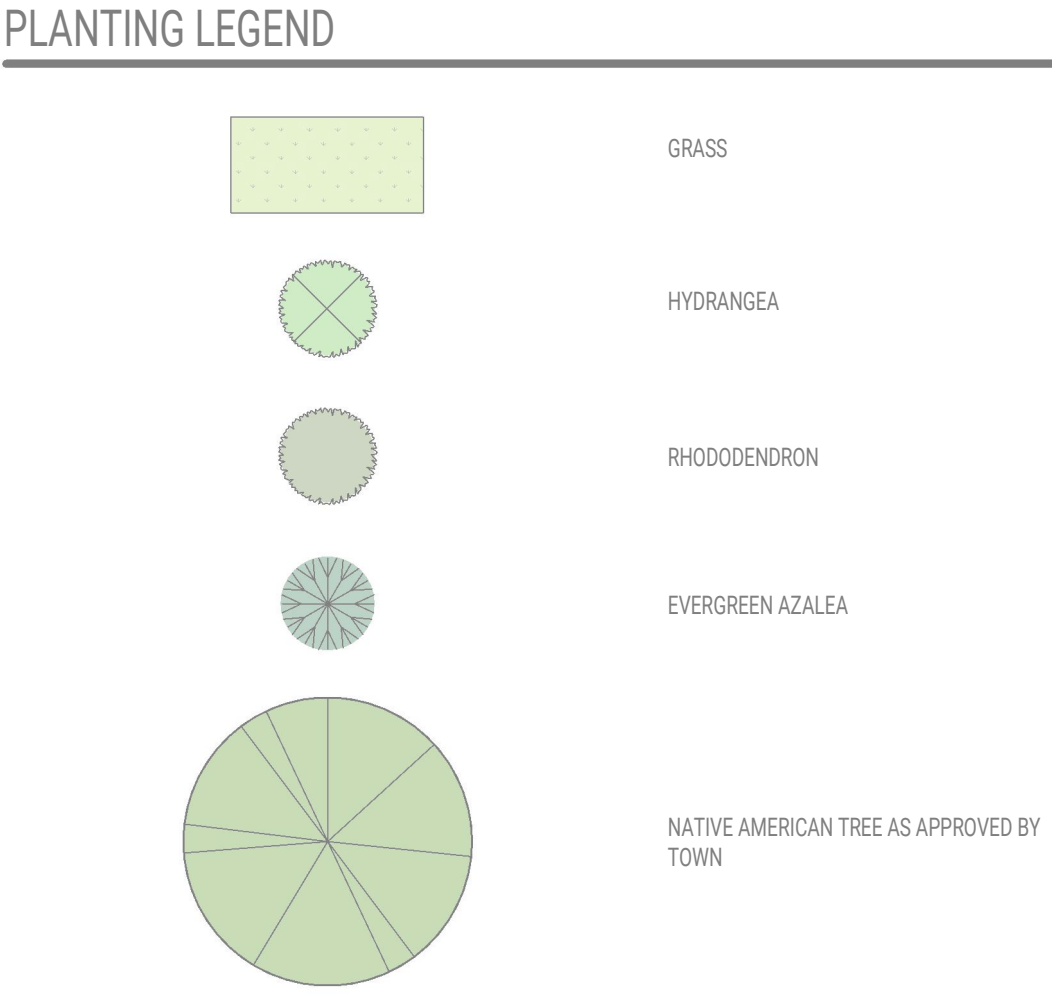 PLANTING LEGEND
GRASS
HYDRANGEA
RHODODENDRON
EVERGREEN AZALEA
NATIVE AMERICAN TREE AS APPROVED BY
TOWN